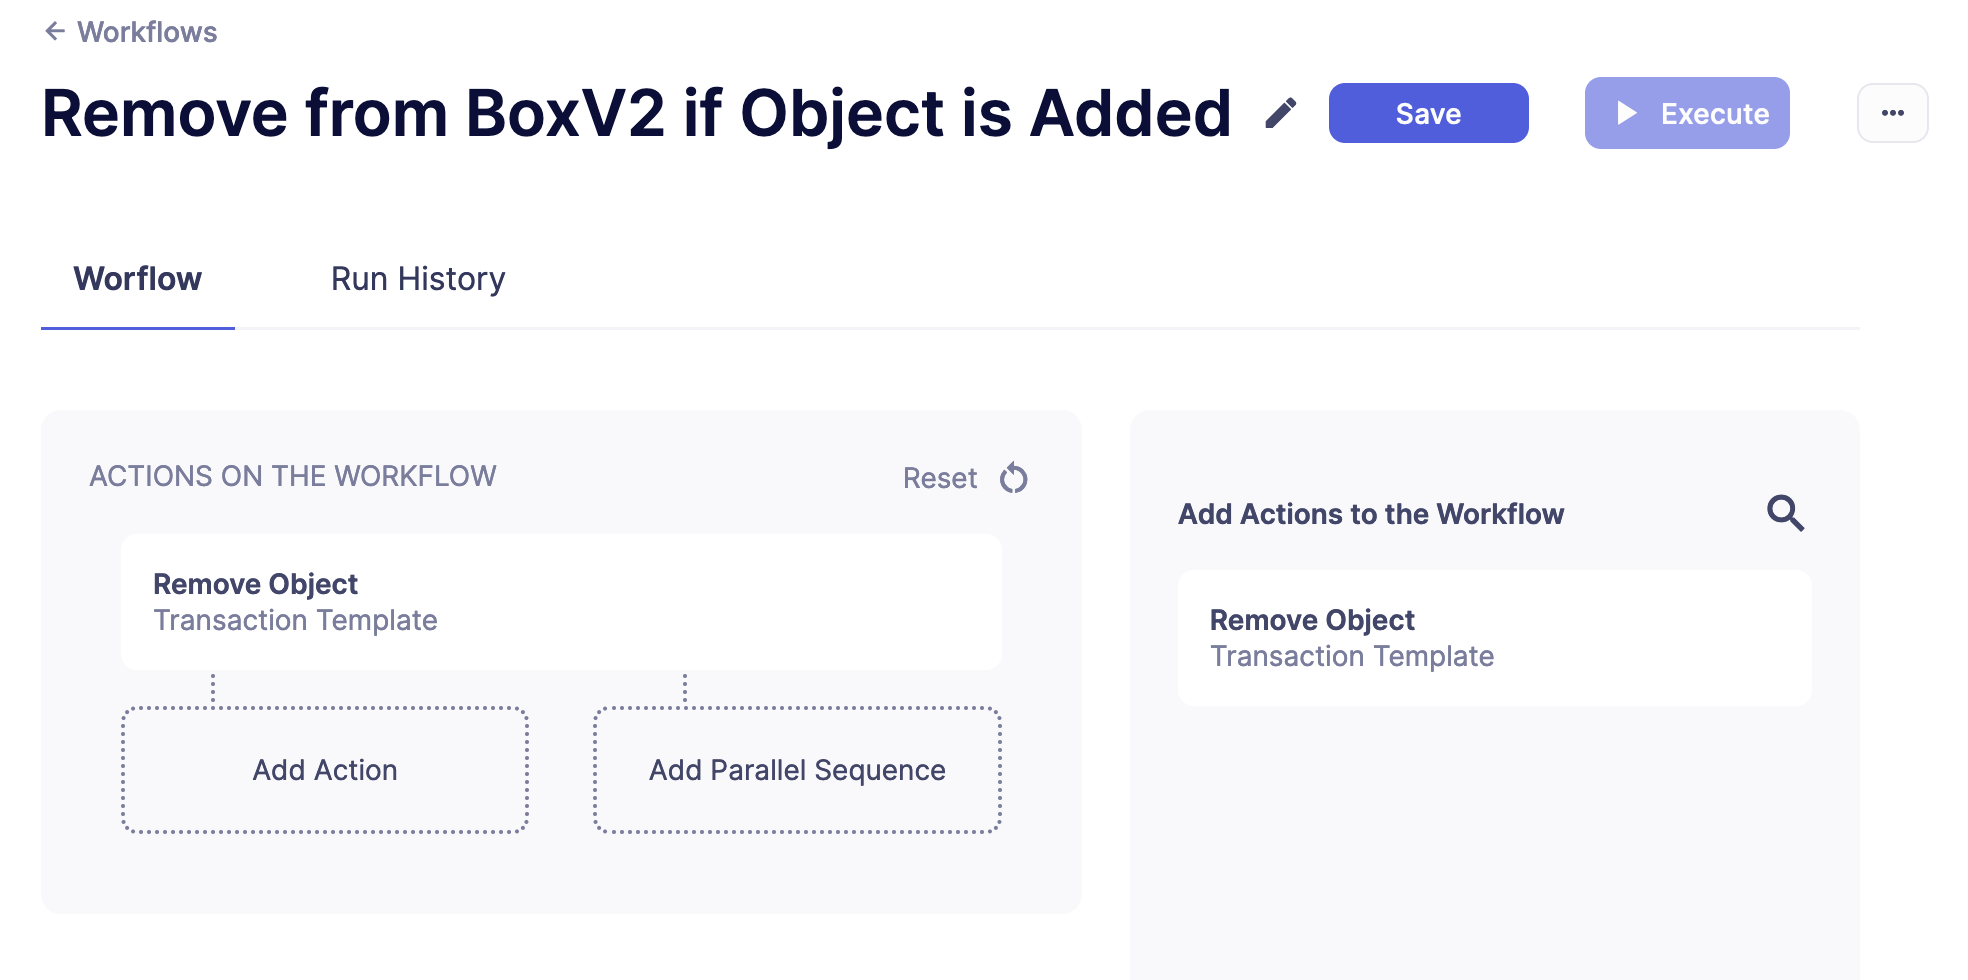 Workflows
Remove from BoxV2 if Object is Added
Save
Execute
Worflow
Run History
ACTIONS ON THE WORKFLOW
Reset
Remove Object
Transaction Template
Add Action
Add Parallel Sequence
Add Actions to the Workflow
Remove Object
Transaction Template